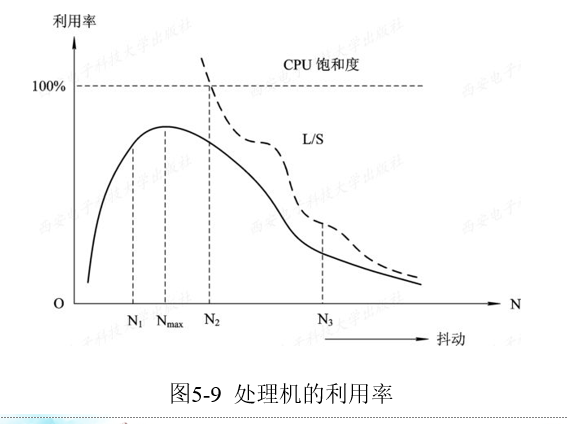 利用率
CPU 饱和度
100%
L/S
O
N
N1
Nmax
N2
N3
抖动
图5-9 处理机的利用率